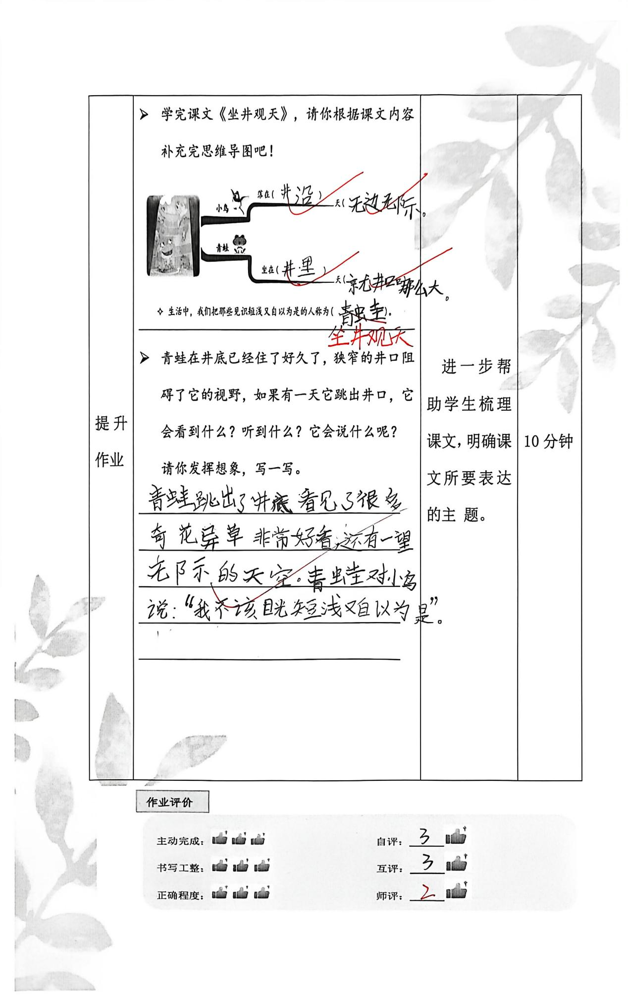 ➢ 学完课文《坐井观天》，请你根据课文内容
补充完思维导图吧！
小鸟 落在(井沿) 天(无边无际。
青蛙 坐在(井里) 天(就井口哪么大。
✧ 生活中，我们把那些见识短浅又自以为是的人称为(青蛙)。
坐井观天
➢ 青蛙在井底已经住了好久了，狭窄的井口阻
碍了它的视野，如果有一天它跳出井口，它
会看到什么？听到什么？它会说什么呢？
请你发挥想象，写一写。
青蛙跳出了井底 看见了很多
奇花异草 非常好看 还有一望
无际的天空。青蛙对小鸟
说：“我不该目光短浅又自以为是”。
提升
作业
进一步帮
助学生梳理
课文，明确课
文所要表达
的主 题。
10分钟
作业评价
主动完成： 自评：3
书写工整： 互评：3
正确程度： 师评：2